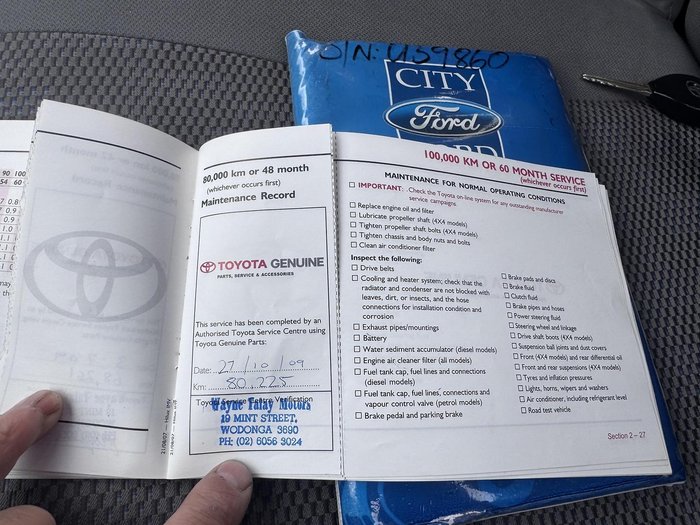 S/N: U39860
CITY
Ford
90 100
54 60
80,000 km or 48 month
(whichever occurs first)
Maintenance Record
TOYOTA GENUINE
PARTS, SERVICE & ACCESSORIES
This service has been completed by an
Authorised Toyota Service Centre using
Toyota Genuine Parts:
Date: 27/10/09
Km: 80,225
Toyota Service Centre Verification
Wayne Talay Motors
19 MINT STREET,
WODONGA 3690
PH: (02) 6056 3024
100,000 KM OR 60 MONTH SERVICE
(whichever occurs first)
MAINTENANCE FOR NORMAL OPERATING CONDITIONS
IMPORTANT: Check the Toyota on-line system for any outstanding manufacturer
service campaigns.
Replace engine oil and filter
Lubricate propeller shaft (4X4 models)
Tighten propeller shaft bolts (4X4 models)
Tighten chassis and body nuts and bolts
Clean air conditioner filter
Inspect the following:
Drive belts
Cooling and heater system; check that the
radiator and condenser are not blocked with
leaves, dirt, or insects, and the hose
connections for installation condition and
corrosion
Exhaust pipes/mountings
Battery
Water sediment accumulator (diesel models)
Engine air cleaner filter (all models)
Fuel tank cap, fuel lines and connections
(diesel models)
Fuel tank cap, fuel lines, connections and
vapour control valve (petrol models)
Brake pedal and parking brake
Brake pads and discs
Brake fluid
Clutch fluid
Brake pipes and hoses
Power steering fluid
Steering wheel and linkage
Drive shaft boots (4X4 models)
Suspension ball joints and dust covers
Front (4X4 models) and rear differential oil
Front and rear suspensions (4X4 models)
Tyres and inflation pressures
Lights, horns, wipers and washers
Air conditioner, including refrigerant level
Road test vehicle
Section 2 – 27